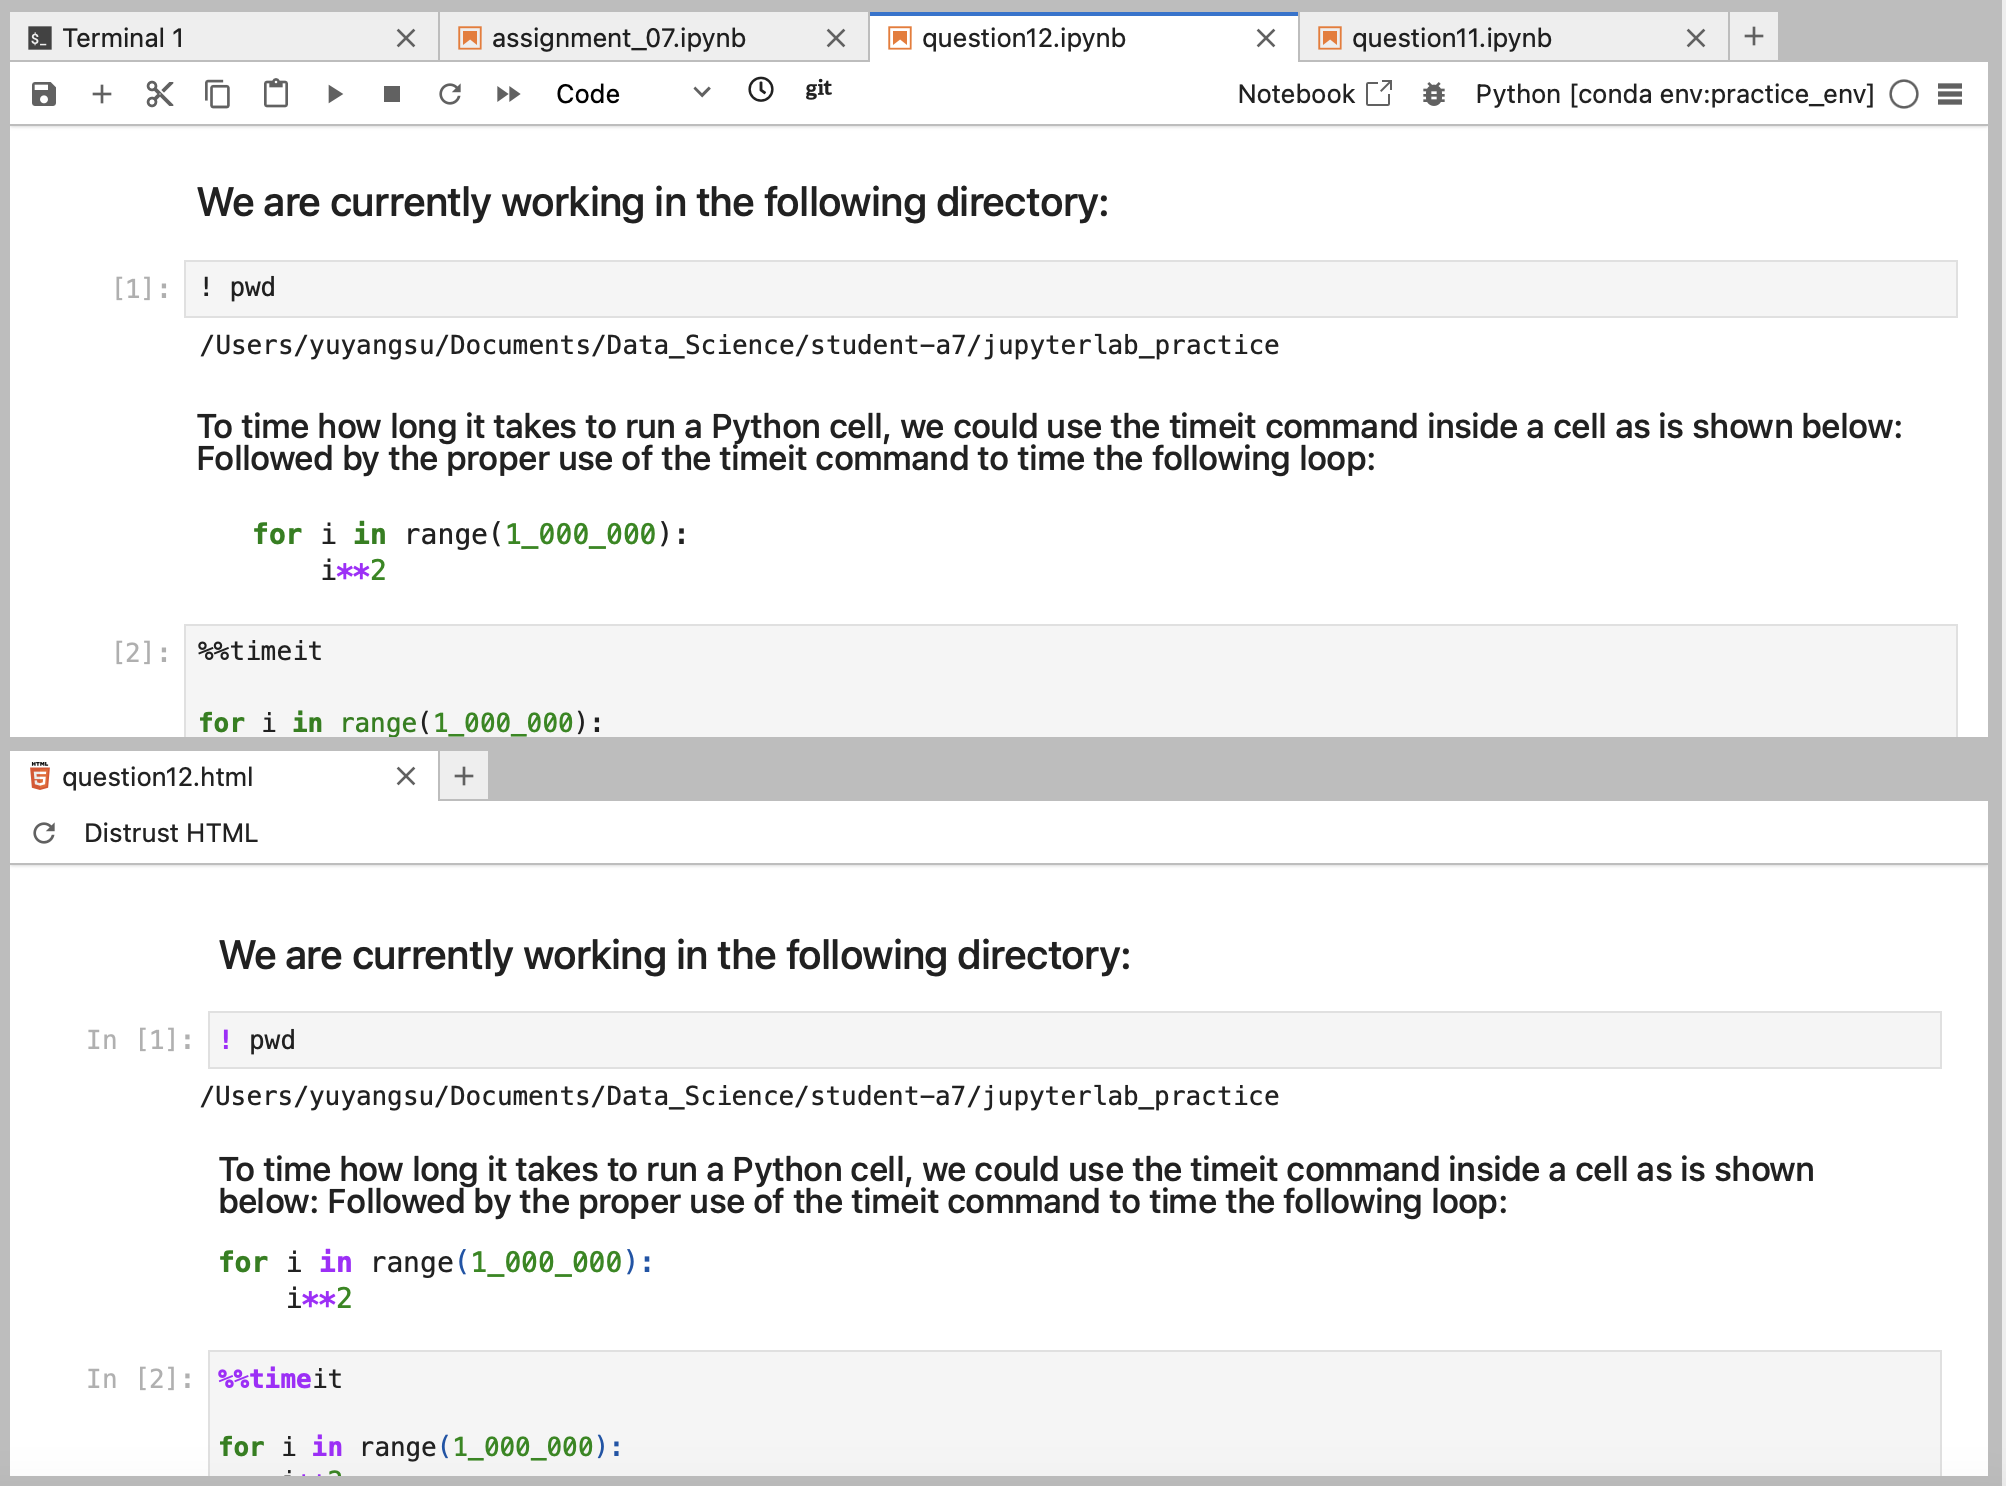 Terminal 1
assignment_07.ipynb
question12.ipynb
question11.ipynb
Code
git
Notebook
Python [conda env:practice_env]
We are currently working in the following directory:
[1]:
! pwd
/Users/yuyangsu/Documents/Data_Science/student-a7/jupyterlab_practice
To time how long it takes to run a Python cell, we could use the timeit command inside a cell as is shown below:
Followed by the proper use of the timeit command to time the following loop:
for i in range(1_000_000):
    i**2
[2]:
%%timeit
for i in range(1_000_000):
question12.html
Distrust HTML
We are currently working in the following directory:
In [1]:
! pwd
/Users/yuyangsu/Documents/Data_Science/student-a7/jupyterlab_practice
To time how long it takes to run a Python cell, we could use the timeit command inside a cell as is shown
below: Followed by the proper use of the timeit command to time the following loop:
for i in range(1_000_000):
    i**2
In [2]:
%%timeit
for i in range(1_000_000):